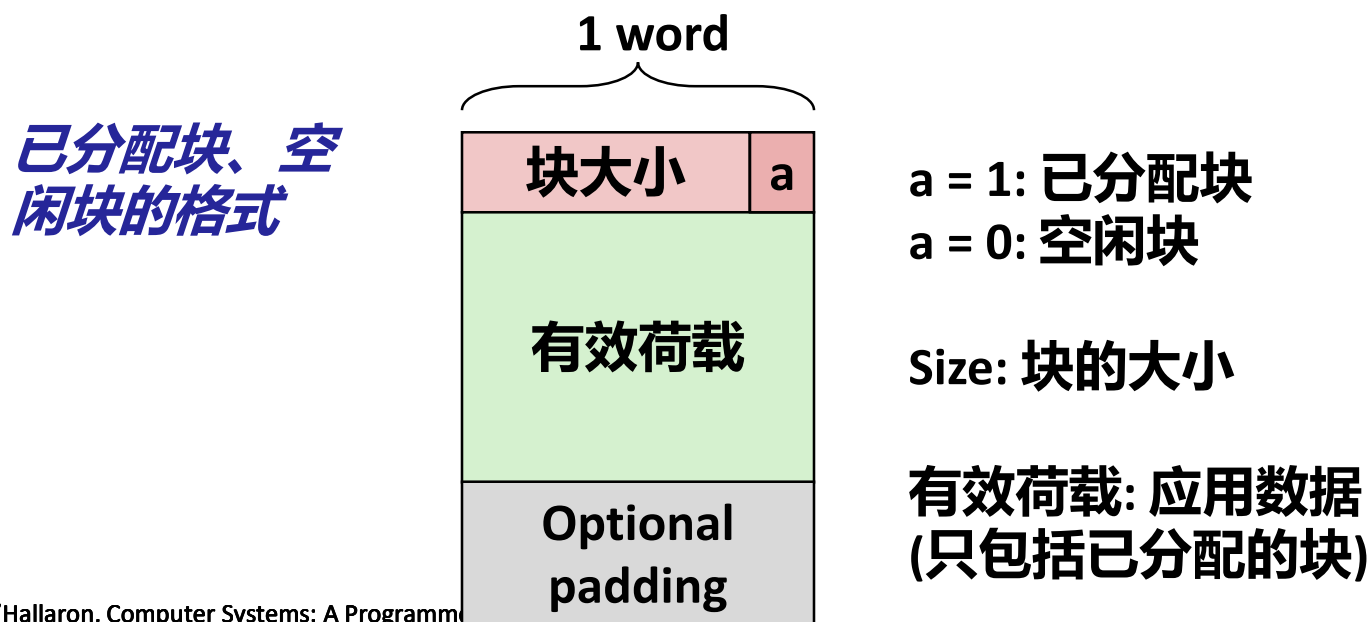 1 word
已分配块、空
闲块的格式
块大小
a
a = 1: 已分配块
a = 0: 空闲块
有效荷载
Size: 块的大小
有效荷载: 应用数据
(只包括已分配的块)
Optional
padding
Hallaron, Computer Systems: A Programme